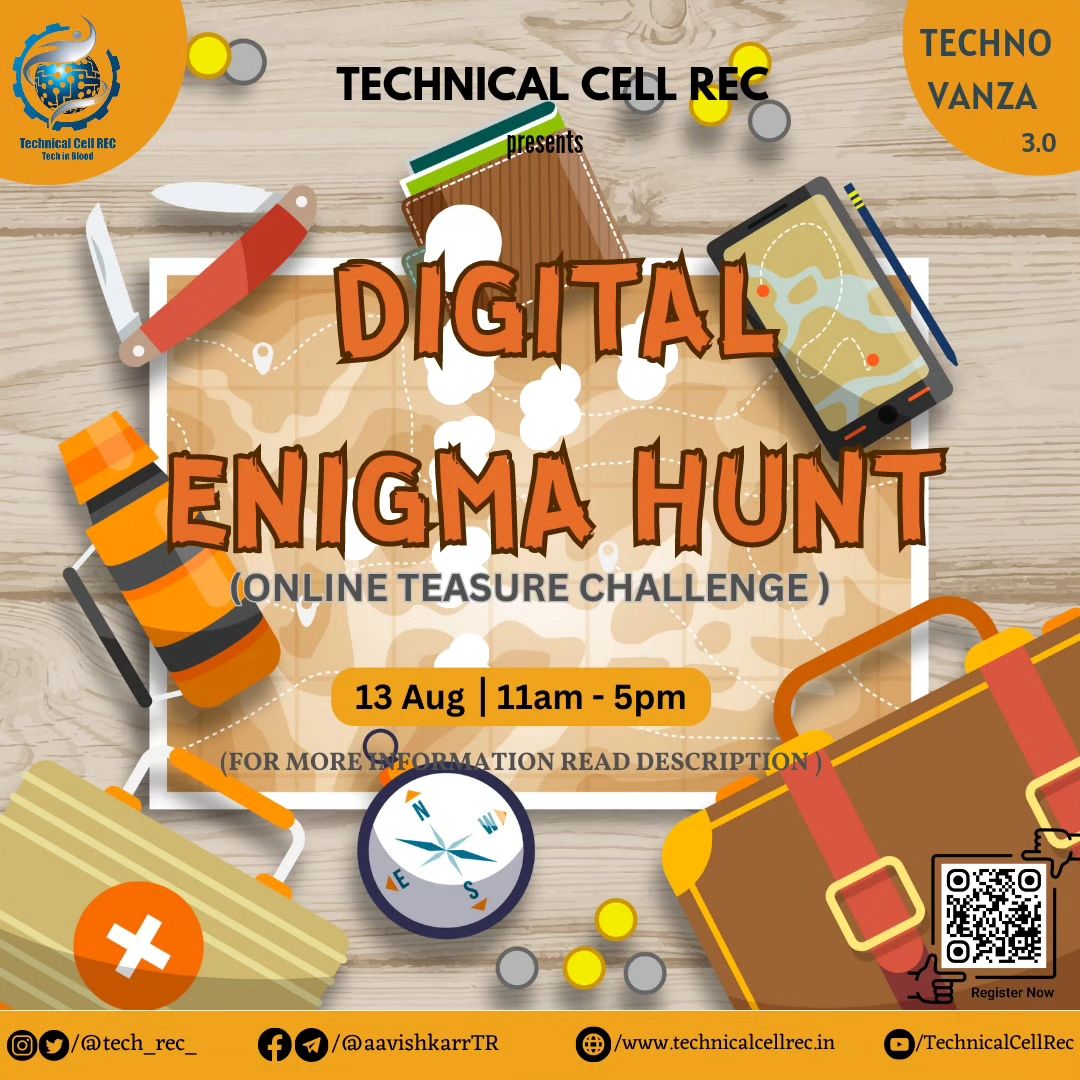 Technical Cell REC
Tech in Blood
TECHNO
VANZA
3.0
TECHNICAL CELL REC
presents
DIGITAL
ENIGMA HUNT
(ONLINE TEASURE CHALLENGE )
13 Aug | 11am - 5pm
(FOR MORE INFORMATION READ DESCRIPTION )
N
W
E
S
Register Now
/@tech_rec_
/@aavishkarrTR
/www.technicalcellrec.in
/TechnicalCellRec